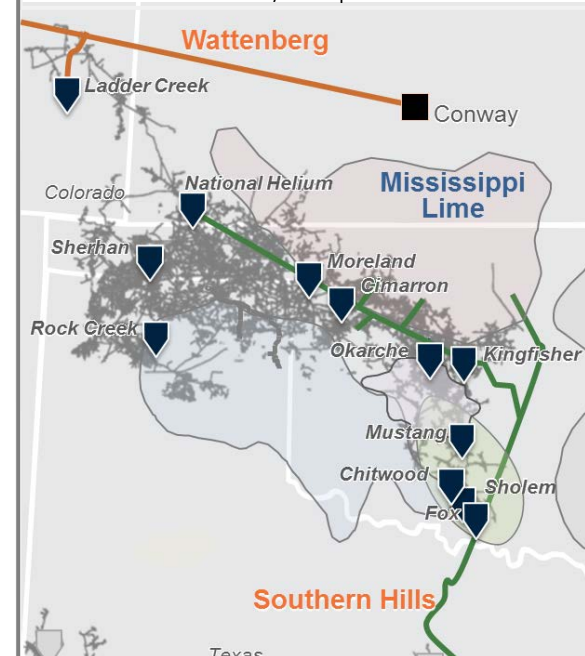 Wattenberg
Ladder Creek
Conway
National Helium
Colorado
Mississippi
Lime
Sherhan
Moreland
Cimarron
Rock Creek
Okarche
Kingfisher
Mustang
Chitwood
Sholem
Fox
Southern Hills
Texas